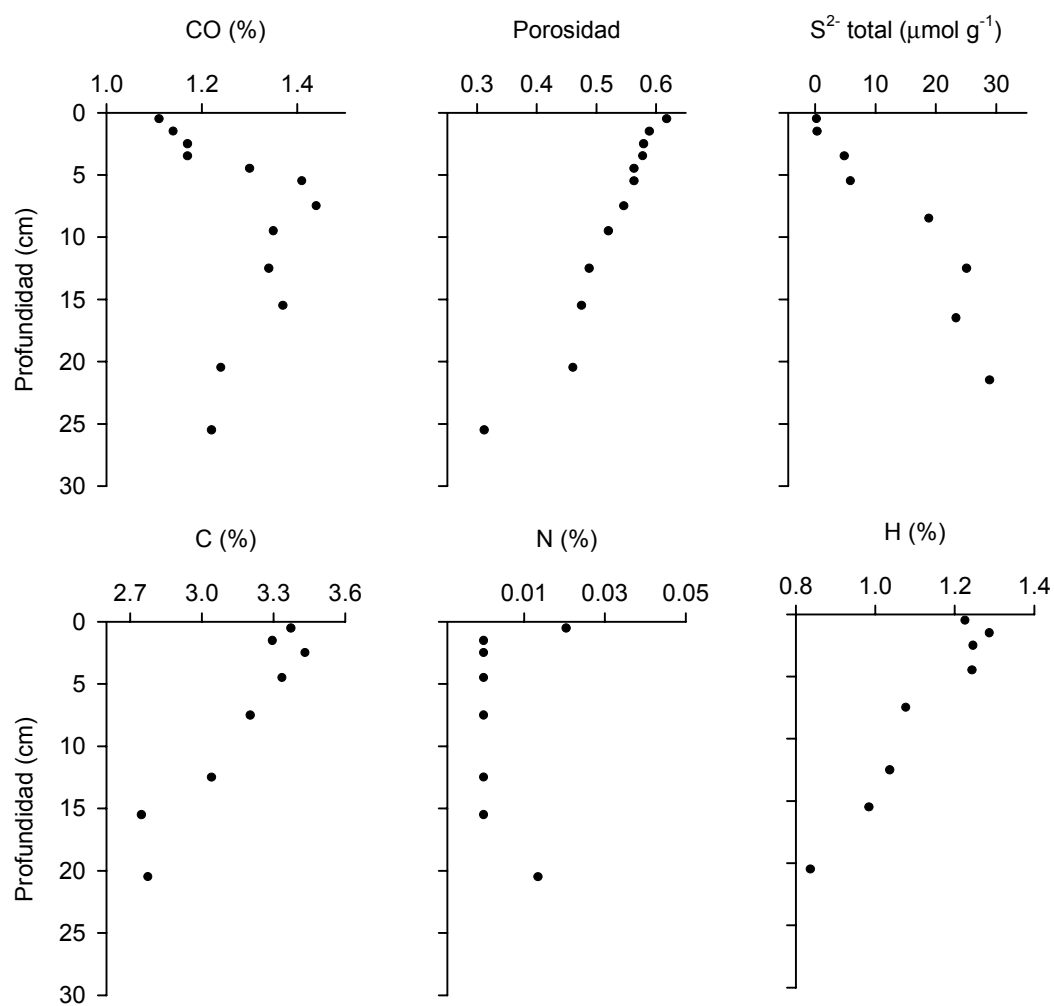 CO (%)
Porosidad
S²⁻ total (μmol g⁻¹)
1.0 1.2 1.4
0.3 0.4 0.5 0.6
0 10 20 30
0
5
10
15
20
25
30
Profundidad (cm)
C (%)
N (%)
H (%)
2.7 3.0 3.3 3.6
0.01 0.03 0.05
0.8 1.0 1.2 1.4
0
5
10
15
20
25
30
Profundidad (cm)